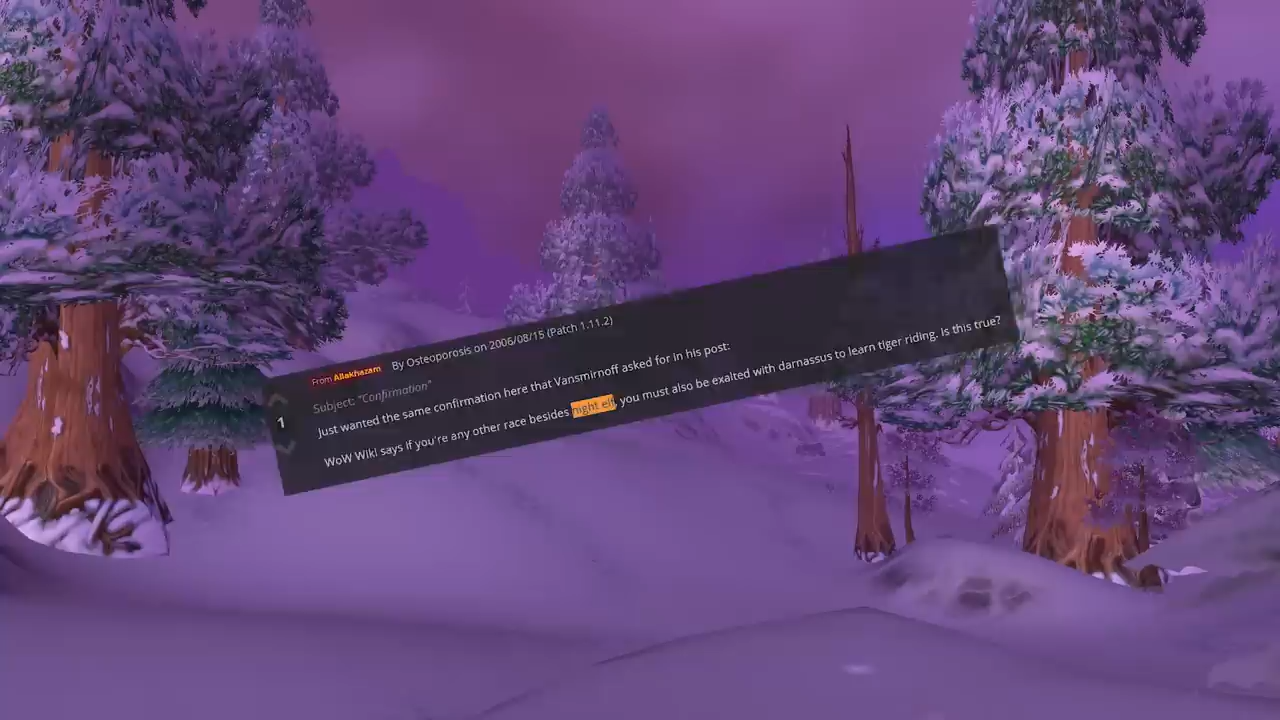 From Allakhazam By Osteoporosis on 2006/08/15 (Patch 1.11.2)
Subject: "Confirmation"
1
Just wanted the same confirmation here that Vansmirnoff asked for in his post:
WoW Wiki says if you're any other race besides night elf, you must also be exalted with darnassus to learn tiger riding. Is this true?